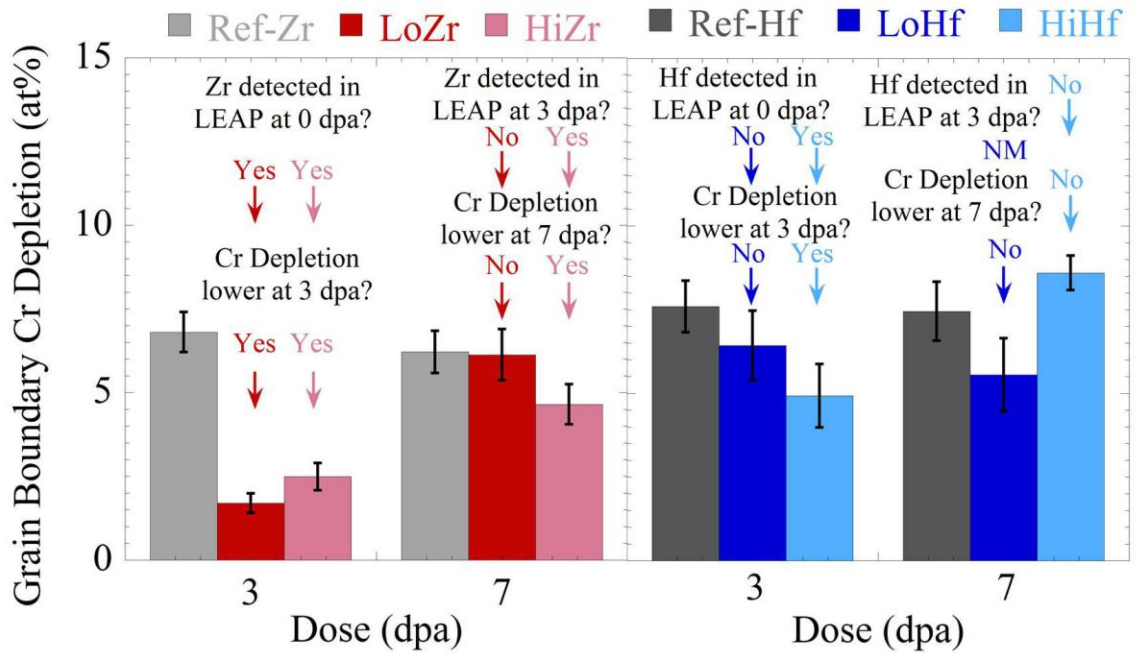 Ref-Zr LoZr HiZr Ref-Hf LoHf HiHf
Grain Boundary Cr Depletion (at%)
15
10
5
0
Zr detected in
LEAP at 0 dpa?
Yes Yes
Cr Depletion
lower at 3 dpa?
Yes Yes
Zr detected in
LEAP at 3 dpa?
No Yes
Cr Depletion
lower at 7 dpa?
No Yes
3 7
Dose (dpa)
Hf detected in
LEAP at 0 dpa?
No Yes
Cr Depletion
lower at 3 dpa?
No Yes
Hf detected in
LEAP at 3 dpa?
No
NM
Cr Depletion
lower at 7 dpa?
No
No
3 7
Dose (dpa)